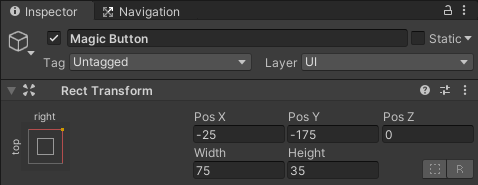 Inspector Navigation
Magic Button Static
Tag Untagged Layer UI
Rect Transform
right
top
Pos X Pos Y Pos Z
-25 -175 0
Width Height
75 35 R